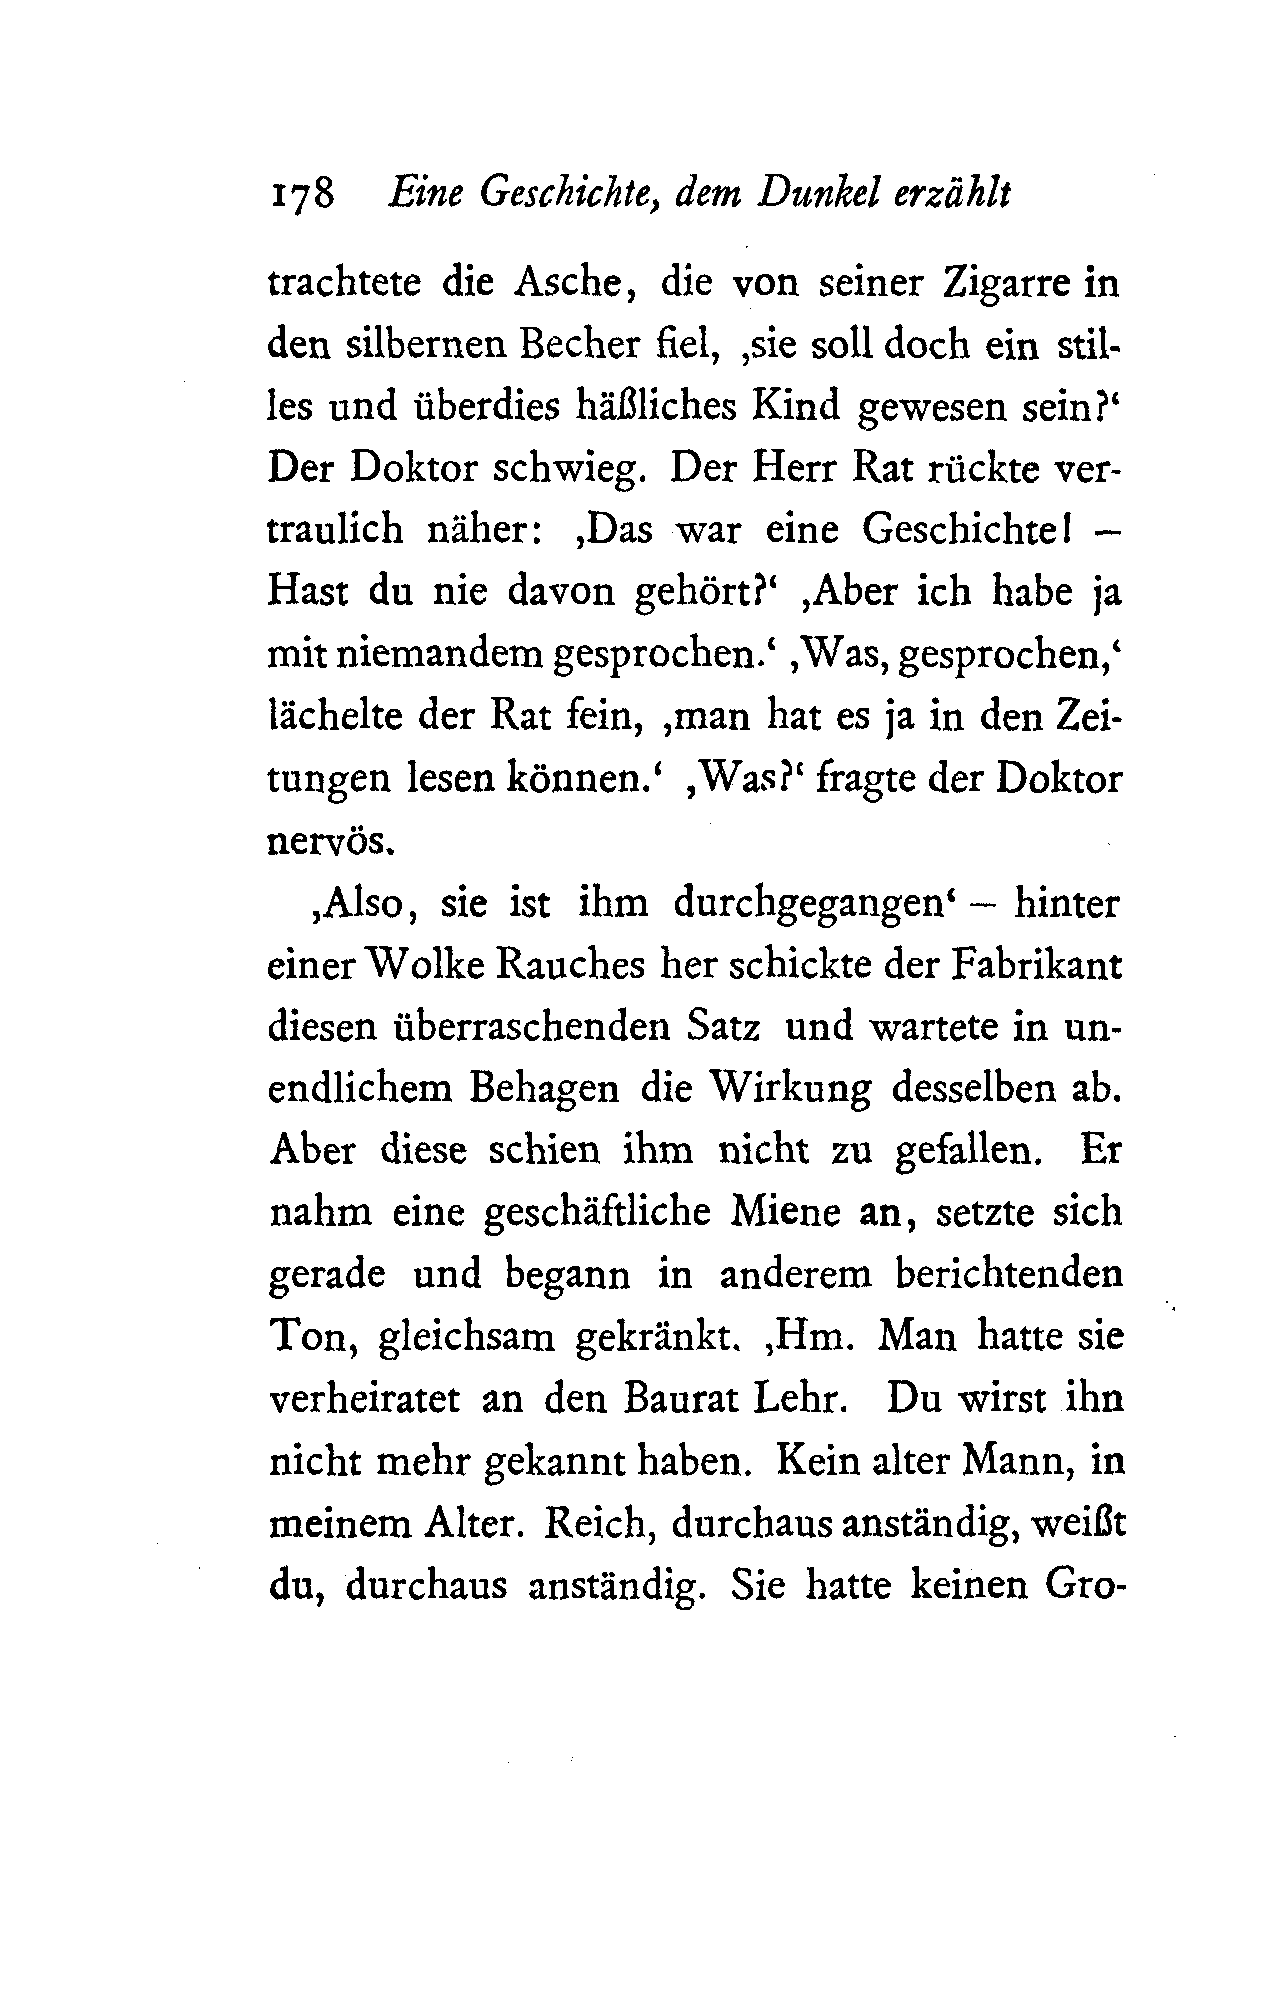 178 Eine Geschichte, dem Dunkel erzählt
trachtete die Asche, die von seiner Zigarre in
den silbernen Becher fiel, ‚sie soll doch ein stil-
les und überdies häßliches Kind gewesen sein?‘
Der Doktor schwieg. Der Herr Rat rückte ver-
traulich näher: ‚Das war eine Geschichte! –
Hast du nie davon gehört?‘ ‚Aber ich habe ja
mit niemandem gesprochen.‘ ‚Was, gesprochen,‘
lächelte der Rat fein, ‚man hat es ja in den Zei-
tungen lesen können.‘ ‚Was?‘ fragte der Doktor
nervös.
‚Also, sie ist ihm durchgegangen‘ – hinter
einer Wolke Rauches her schickte der Fabrikant
diesen überraschenden Satz und wartete in un-
endlichem Behagen die Wirkung desselben ab.
Aber diese schien ihm nicht zu gefallen. Er
nahm eine geschäftliche Miene an, setzte sich
gerade und begann in anderem berichtenden
Ton, gleichsam gekränkt. ‚Hm. Man hatte sie
verheiratet an den Baurat Lehr. Du wirst ihn
nicht mehr gekannt haben. Kein alter Mann, in
meinem Alter. Reich, durchaus anständig, weißt
du, durchaus anständig. Sie hatte keinen Gro-